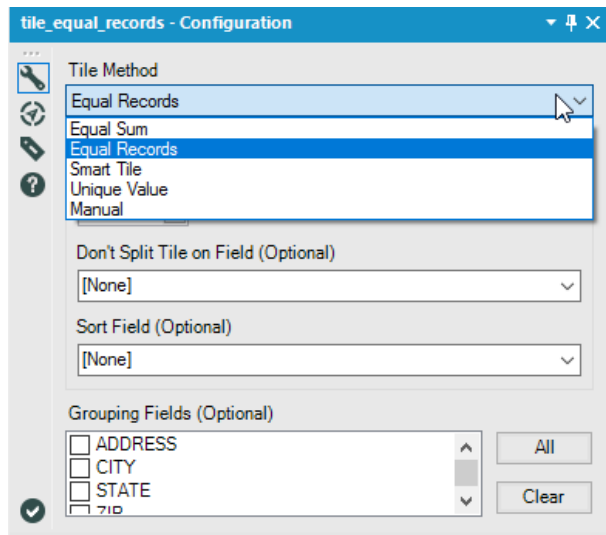 tile_equal_records - Configuration
Tile Method
Equal Records
Equal Sum
Equal Records
Smart Tile
Unique Value
Manual
Don't Split Tile on Field (Optional)
[None]
Sort Field (Optional)
[None]
Grouping Fields (Optional)
ADDRESS
All
CITY
STATE
Clear
ZIP